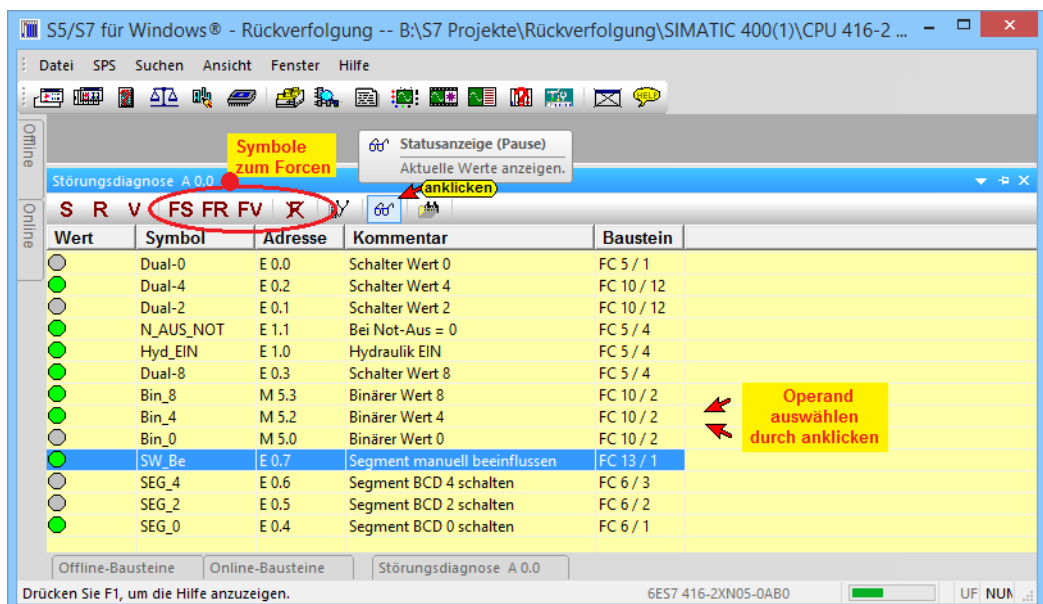 S5/S7 für Windows® - Rückverfolgung -- B:\S7 Projekte\Rückverfolgung\SIMATIC 400(1)\CPU 416-2 ...
Datei SPS Suchen Ansicht Fenster Hilfe
HELP
Offline
Online
Symbole
zum Forcen
Statusanzeige (Pause)
Aktuelle Werte anzeigen.
anklicken
Störungsdiagnose A 0.0
S R V FS FR FV R
Wert Symbol Adresse Kommentar Baustein
Dual-0 E 0.0 Schalter Wert 0 FC 5 / 1
Dual-4 E 0.2 Schalter Wert 4 FC 10 / 12
Dual-2 E 0.1 Schalter Wert 2 FC 10 / 12
N_AUS_NOT E 1.1 Bei Not-Aus = 0 FC 5 / 4
Hyd_EIN E 1.0 Hydraulik EIN FC 5 / 4
Dual-8 E 0.3 Schalter Wert 8 FC 5 / 4
Bin_8 M 5.3 Binärer Wert 8 FC 10 / 2
Bin_4 M 5.2 Binärer Wert 4 FC 10 / 2
Bin_0 M 5.0 Binärer Wert 0 FC 10 / 2
SW_Be E 0.7 Segment manuell beeinflussen FC 13 / 1
SEG_4 E 0.6 Segment BCD 4 schalten FC 6 / 3
SEG_2 E 0.5 Segment BCD 2 schalten FC 6 / 2
SEG_0 E 0.4 Segment BCD 0 schalten FC 6 / 1
Operand
auswählen
durch anklicken
Offline-Bausteine Online-Bausteine Störungsdiagnose A 0.0
Drücken Sie F1, um die Hilfe anzuzeigen. 6ES7 416-2XN05-0AB0 UF NUM